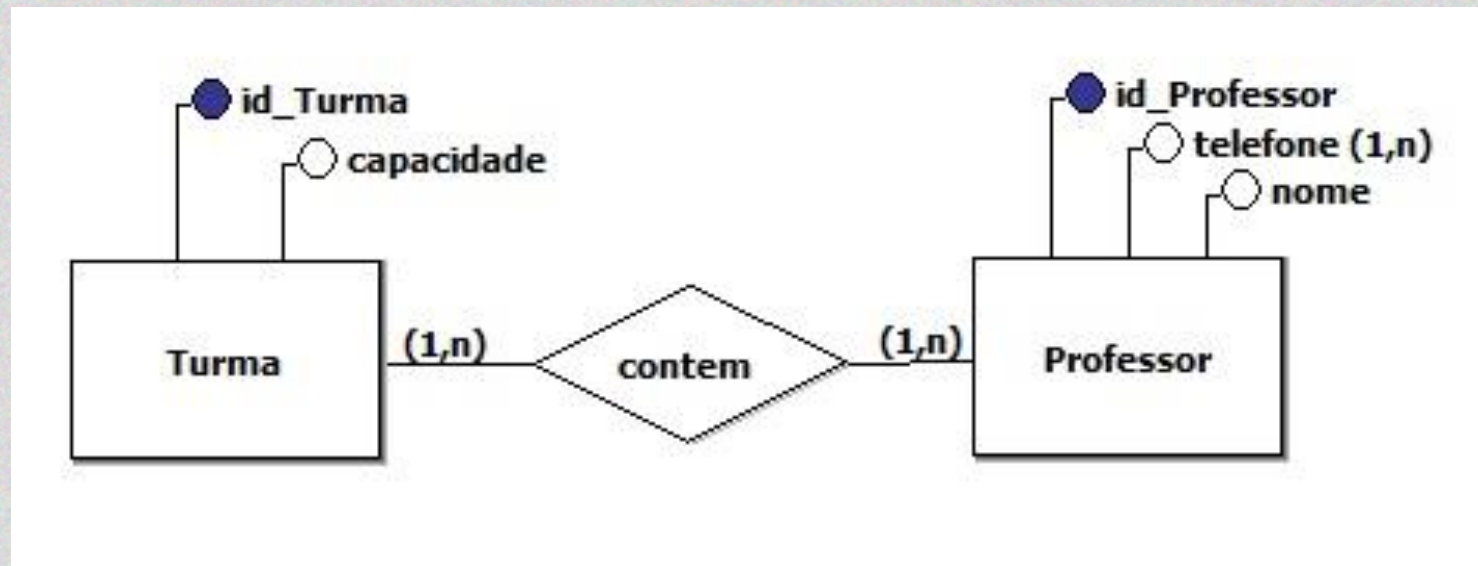 id_Turma
capacidade
id_Professor
telefone (1,n)
nome
Turma
(1,n)
contem
(1,n)
Professor